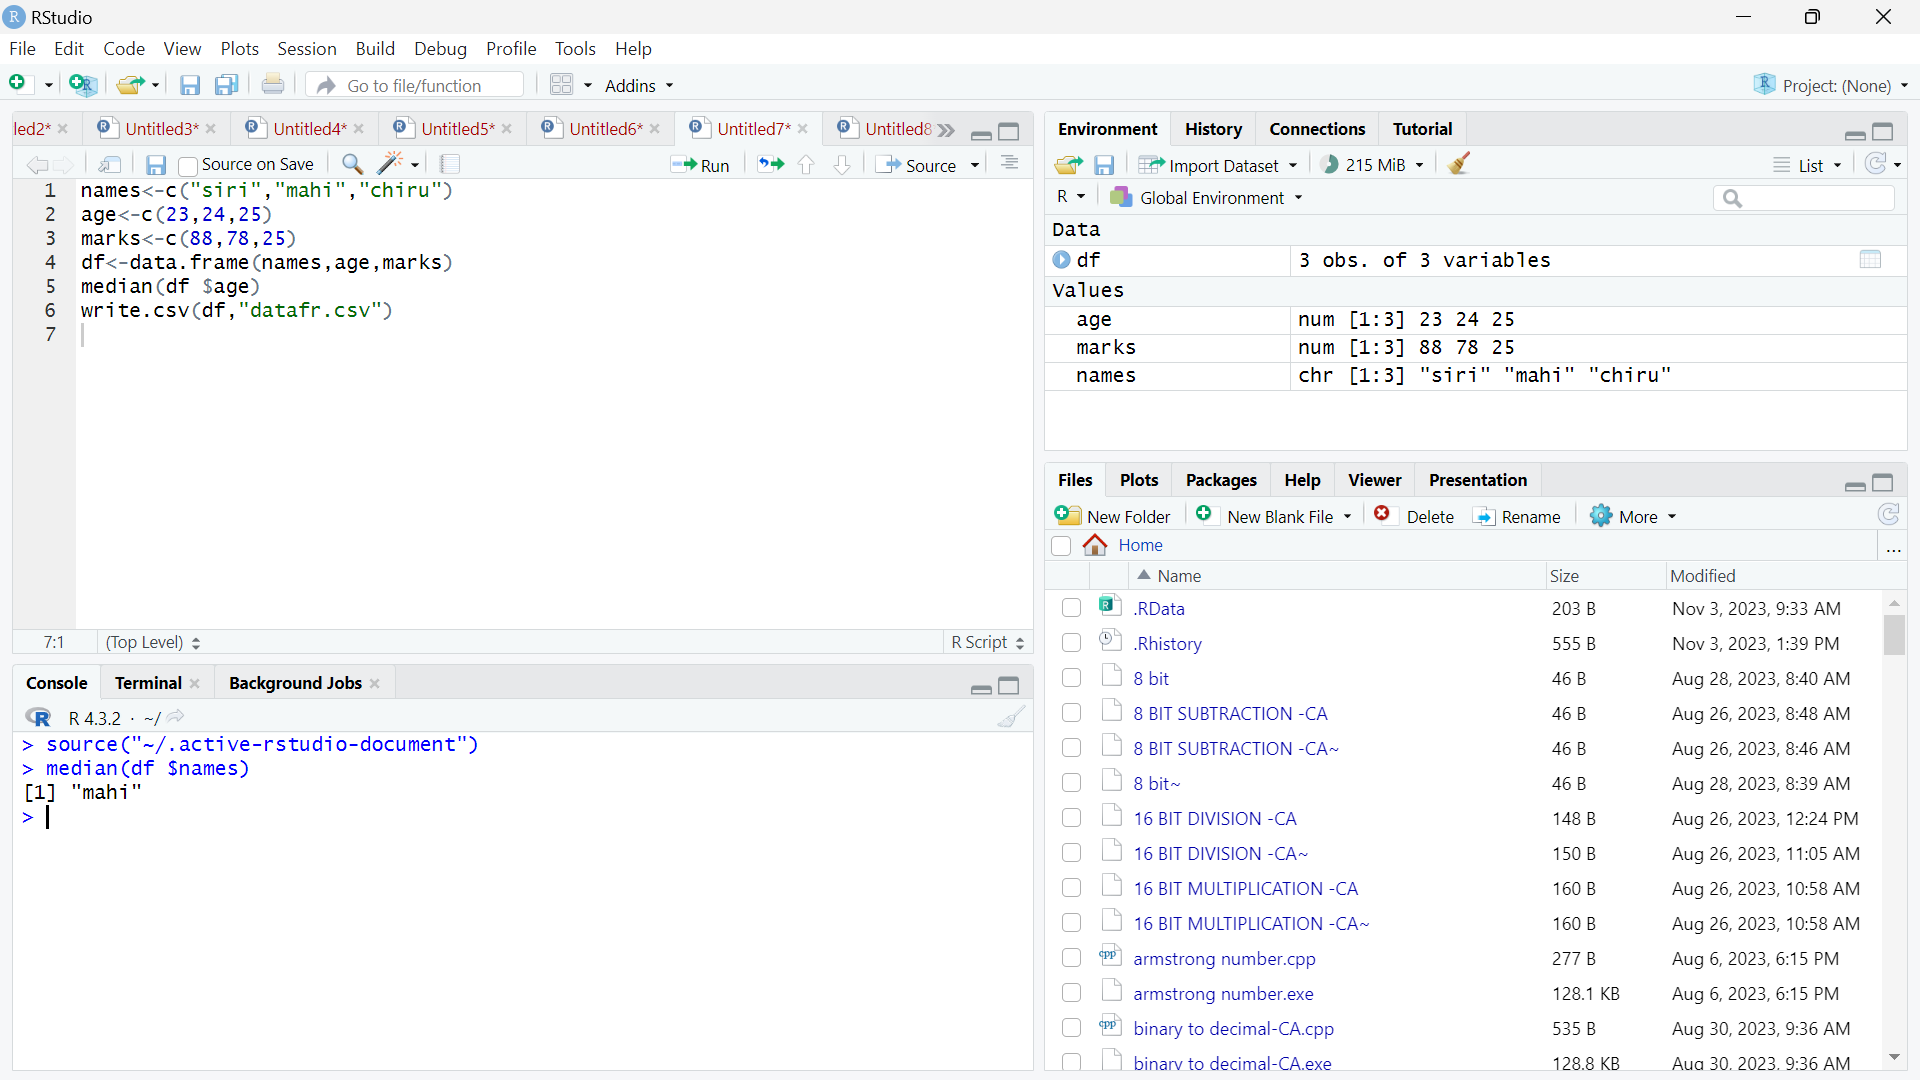 RStudio
File Edit Code View Plots Session Build Debug Profile Tools Help
Go to file/function Addins Project: (None)
led2* Untitled3* Untitled4* Untitled5* Untitled6* Untitled7* Untitled8
Source on Save Run Source
1 names<-c("siri","mahi","chiru")
2 age<-c(23,24,25)
3 marks<-c(88,78,25)
4 df<-data.frame(names,age,marks)
5 median(df $age)
6 write.csv(df,"datafr.csv")
7
7:1 (Top Level) R Script
Console Terminal Background Jobs
R 4.3.2 · ~/
> source("~/.active-rstudio-document")
> median(df $names)
[1] "mahi"
>
Environment History Connections Tutorial
Import Dataset 215 MiB List
R Global Environment
Data
df 3 obs. of 3 variables
Values
age num [1:3] 23 24 25
marks num [1:3] 88 78 25
names chr [1:3] "siri" "mahi" "chiru"
Files Plots Packages Help Viewer Presentation
New Folder New Blank File Delete Rename More
Home ...
Name Size Modified
.RData 203 B Nov 3, 2023, 9:33 AM
.Rhistory 555 B Nov 3, 2023, 1:39 PM
8 bit 46 B Aug 28, 2023, 8:40 AM
8 BIT SUBTRACTION -CA 46 B Aug 26, 2023, 8:48 AM
8 BIT SUBTRACTION -CA~ 46 B Aug 26, 2023, 8:46 AM
8 bit~ 46 B Aug 28, 2023, 8:39 AM
16 BIT DIVISION -CA 148 B Aug 26, 2023, 12:24 PM
16 BIT DIVISION -CA~ 150 B Aug 26, 2023, 11:05 AM
16 BIT MULTIPLICATION -CA 160 B Aug 26, 2023, 10:58 AM
16 BIT MULTIPLICATION -CA~ 160 B Aug 26, 2023, 10:58 AM
armstrong number.cpp 277 B Aug 6, 2023, 6:15 PM
armstrong number.exe 128.1 KB Aug 6, 2023, 6:15 PM
binary to decimal-CA.cpp 535 B Aug 30, 2023, 9:36 AM
binary to decimal-CA.exe 128.8 KB Aug 30, 2023, 9:36 AM